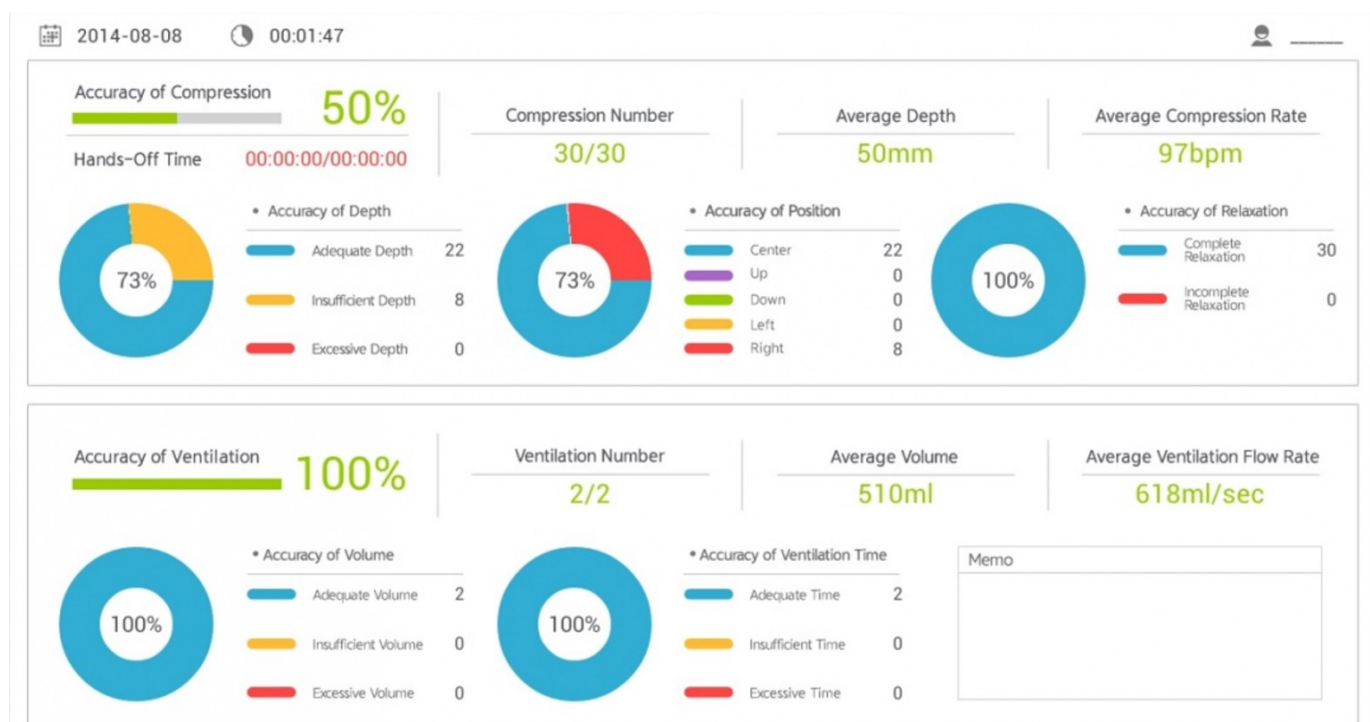 2014-08-08 00:01:47 ______
Accuracy of Compression 50%
Hands-Off Time 00:00:00/00:00:00
Compression Number
30/30
Average Depth
50mm
Average Compression Rate
97bpm
73%
• Accuracy of Depth
Adequate Depth 22
Insufficient Depth 8
Excessive Depth 0
73%
• Accuracy of Position
Center 22
Up 0
Down 0
Left 0
Right 8
100%
• Accuracy of Relaxation
Complete
Relaxation 30
Incomplete
Relaxation 0
Accuracy of Ventilation 100%
Ventilation Number
2/2
Average Volume
510ml
Average Ventilation Flow Rate
618ml/sec
100%
• Accuracy of Volume
Adequate Volume 2
Insufficient Volume 0
Excessive Volume 0
100%
• Accuracy of Ventilation Time
Adequate Time 2
Insufficient Time 0
Excessive Time 0
Memo